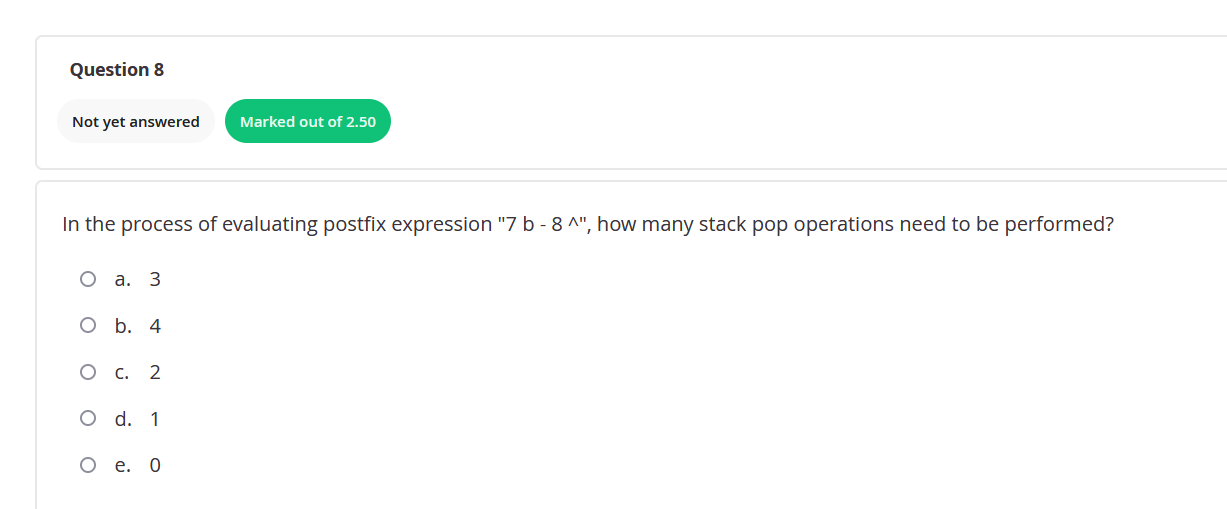 Question 8
Not yet answered
Marked out of 2.50
In the process of evaluating postfix expression "7 b - 8 ^", how many stack pop operations need to be performed?
a. 3
b. 4
c. 2
d. 1
e. 0